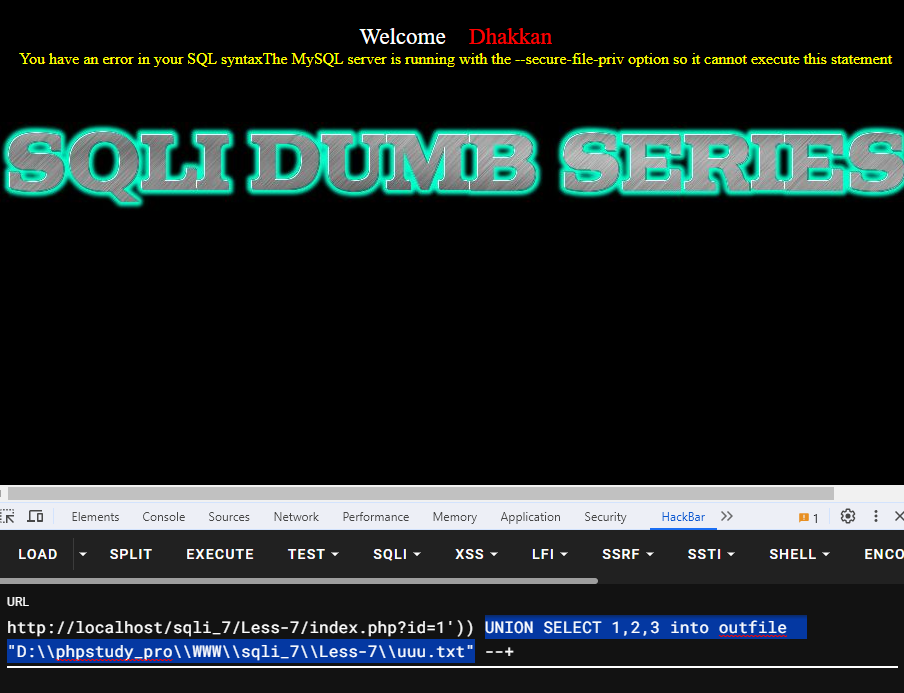 Welcome Dhakkan
You have an error in your SQL syntaxThe MySQL server is running with the --secure-file-priv option so it cannot execute this statement
SQLI DUMB SERIES
Elements Console Sources Network Performance Memory Application Security HackBar 1
LOAD SPLIT EXECUTE TEST SQLI XSS LFI SSRF SSTI SHELL ENCO
URL
http://localhost/sqli_7/Less-7/index.php?id=1')) UNION SELECT 1,2,3 into outfile
"D:\\phpstudy_pro\\WWW\\sqli_7\\Less-7\\uuu.txt" --+